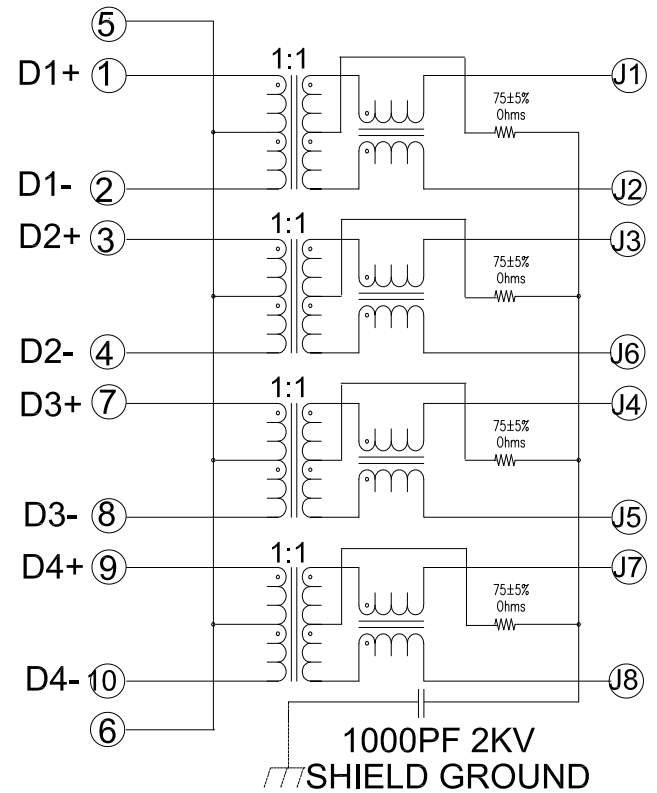 5
1:1
D1+ 1 J1
75±5%
Ohms
D1- 2 J2
1:1
D2+ 3 J3
75±5%
Ohms
D2- 4 J6
1:1
D3+ 7 J4
75±5%
Ohms
D3- 8 J5
1:1
D4+ 9 J7
75±5%
Ohms
D4- 10 J8
6
1000PF 2KV
SHIELD GROUND